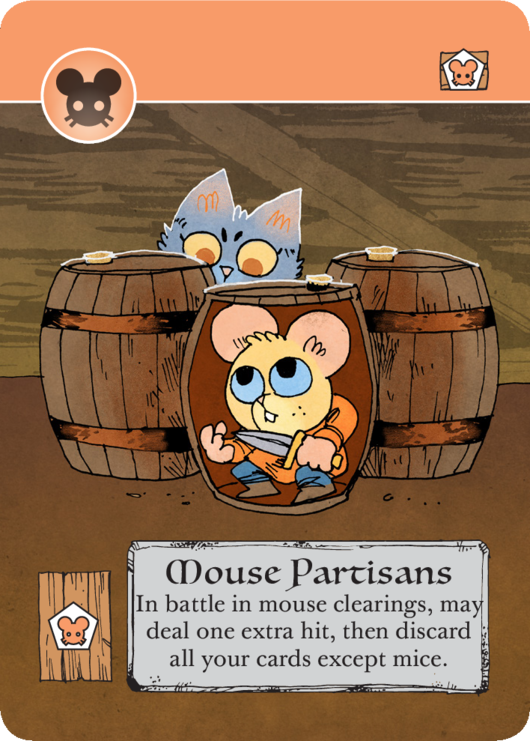 Mouse Partisans
In battle in mouse clearings, may
deal one extra hit, then discard
all your cards except mice.